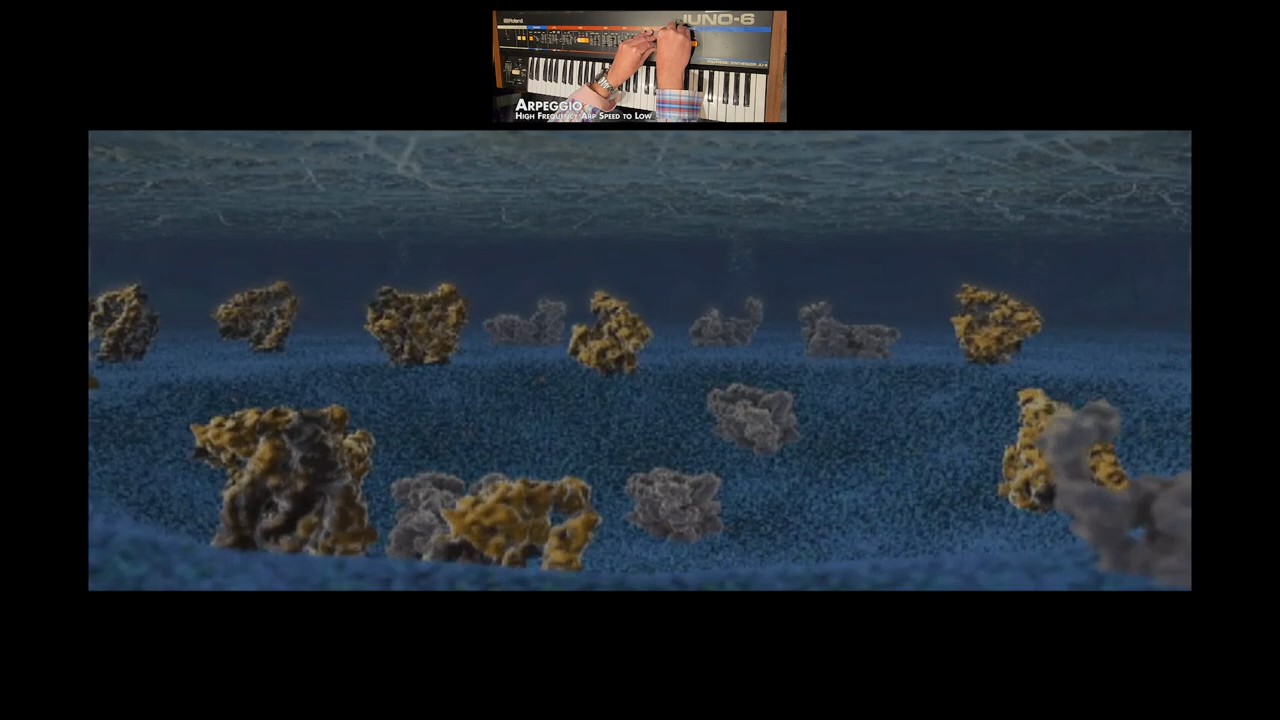 Roland
JUNO-6
ARPEGGIO
HIGH FREQUENCY ARP SPEED TO LOW